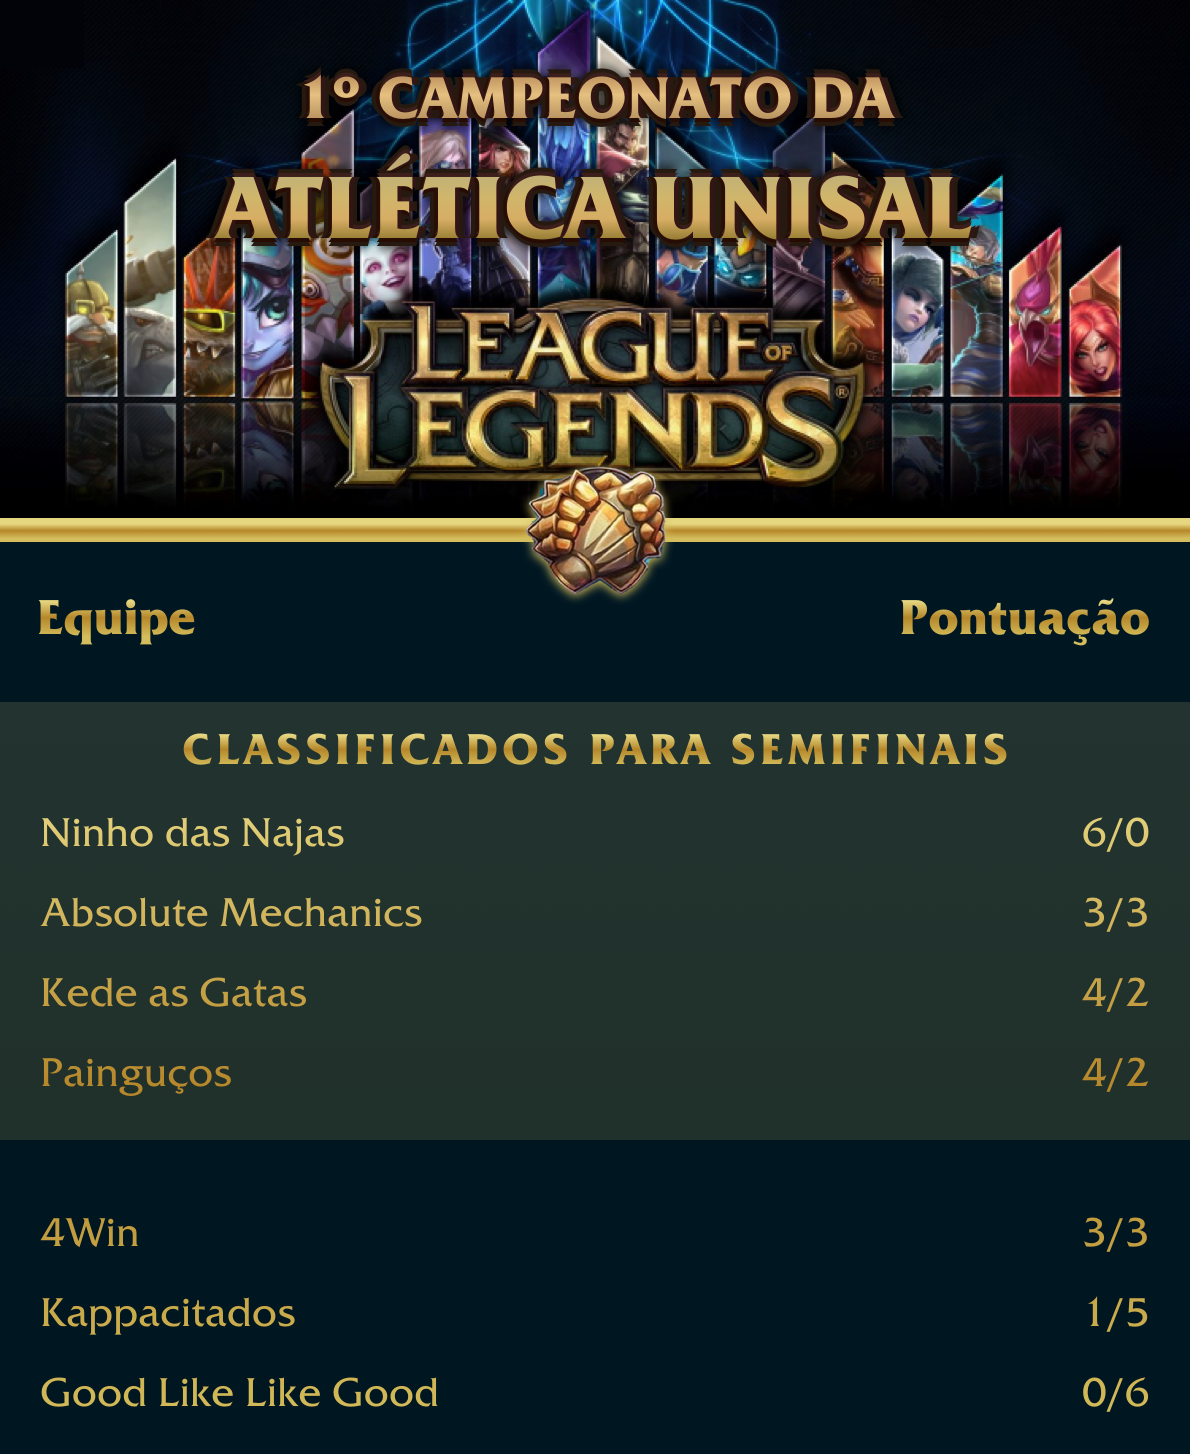 1º CAMPEONATO DA
ATLÉTICA UNISAL
LEAGUE OF
LEGENDS®
Equipe Pontuação
CLASSIFICADOS PARA SEMIFINAIS
Ninho das Najas 6/0
Absolute Mechanics 3/3
Kede as Gatas 4/2
Painguços 4/2
4Win 3/3
Kappacitados 1/5
Good Like Like Good 0/6